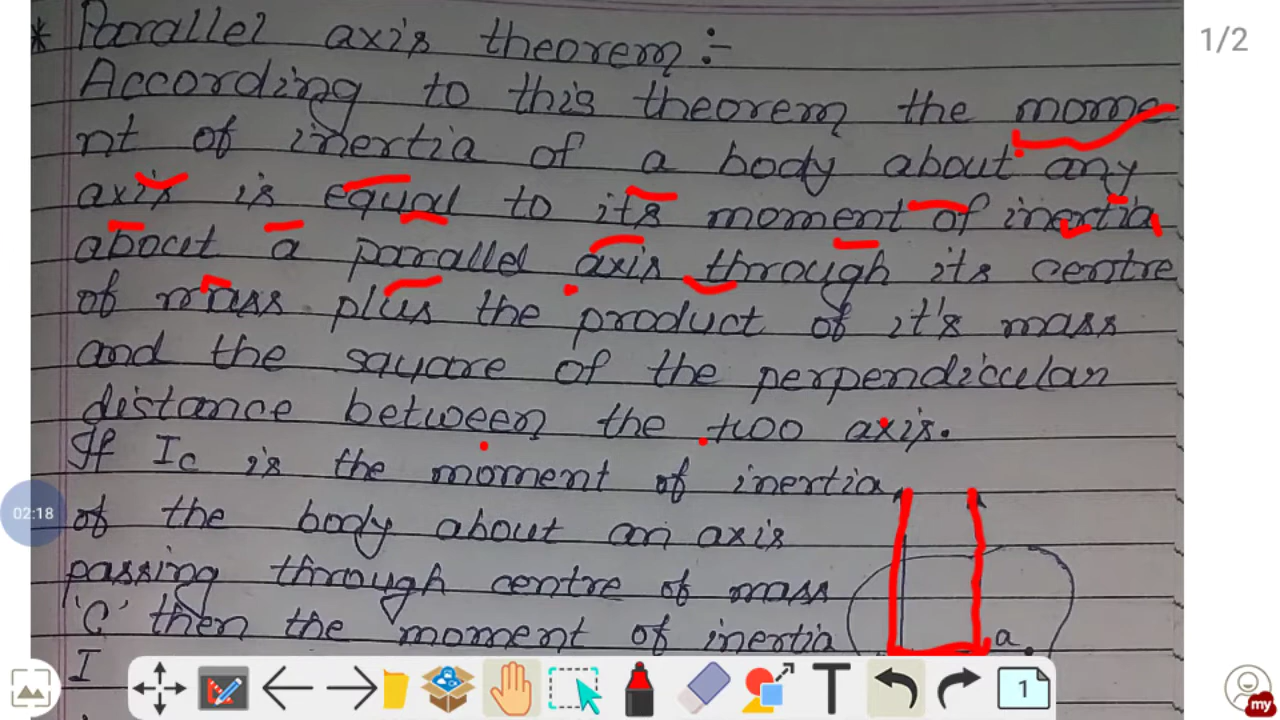 * Parallel axis theorem :-
1/2
According to this theorem the mome
nt of inertia of a body about any
axis is equal to its moment of inertia
about a parallel axis through its centre
of mass plus the product of it's mass
and the square of the perpendicular
distance between the two axis.
If Ic is the moment of inertia
of the body about an axis
02:18
passing through centre of mass
'C' then the moment of inertia
a
I
T
1
my